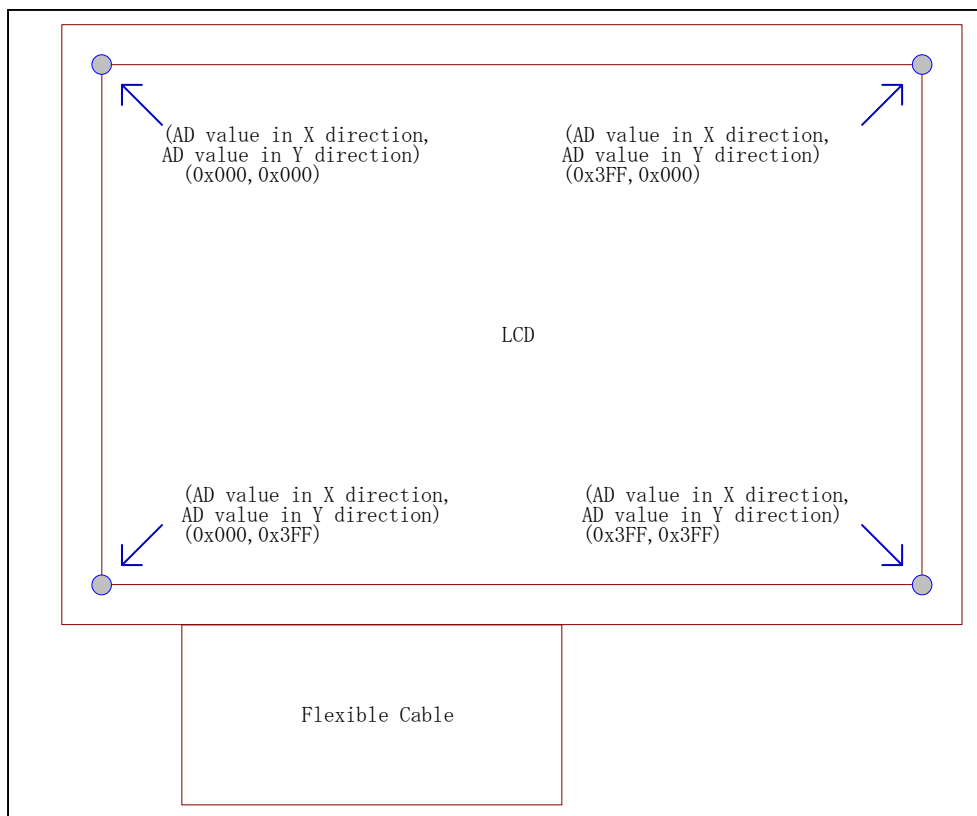 (AD value in X direction,
AD value in Y direction)
(0x000,0x000)
(AD value in X direction,
AD value in Y direction)
(0x3FF,0x000)
LCD
(AD value in X direction,
AD value in Y direction)
(0x000,0x3FF)
(AD value in X direction,
AD value in Y direction)
(0x3FF,0x3FF)
Flexible Cable